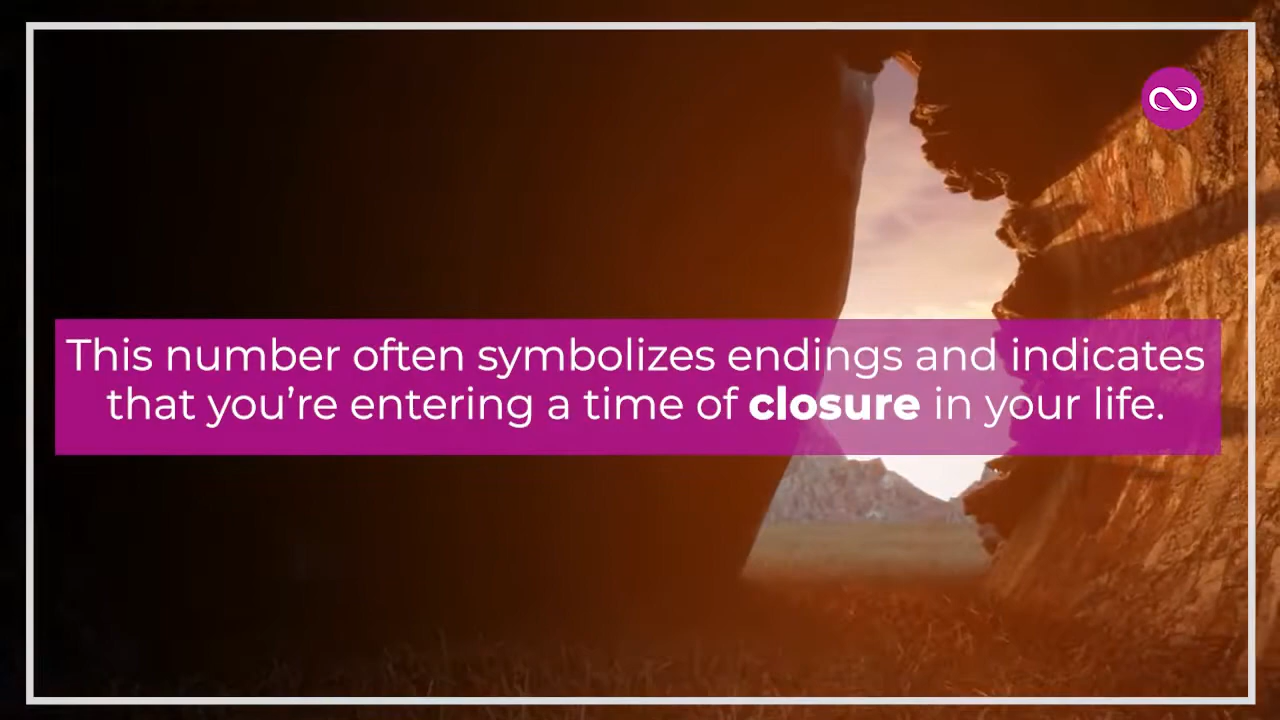 This number often symbolizes endings and indicates
that you’re entering a time of closure in your life.